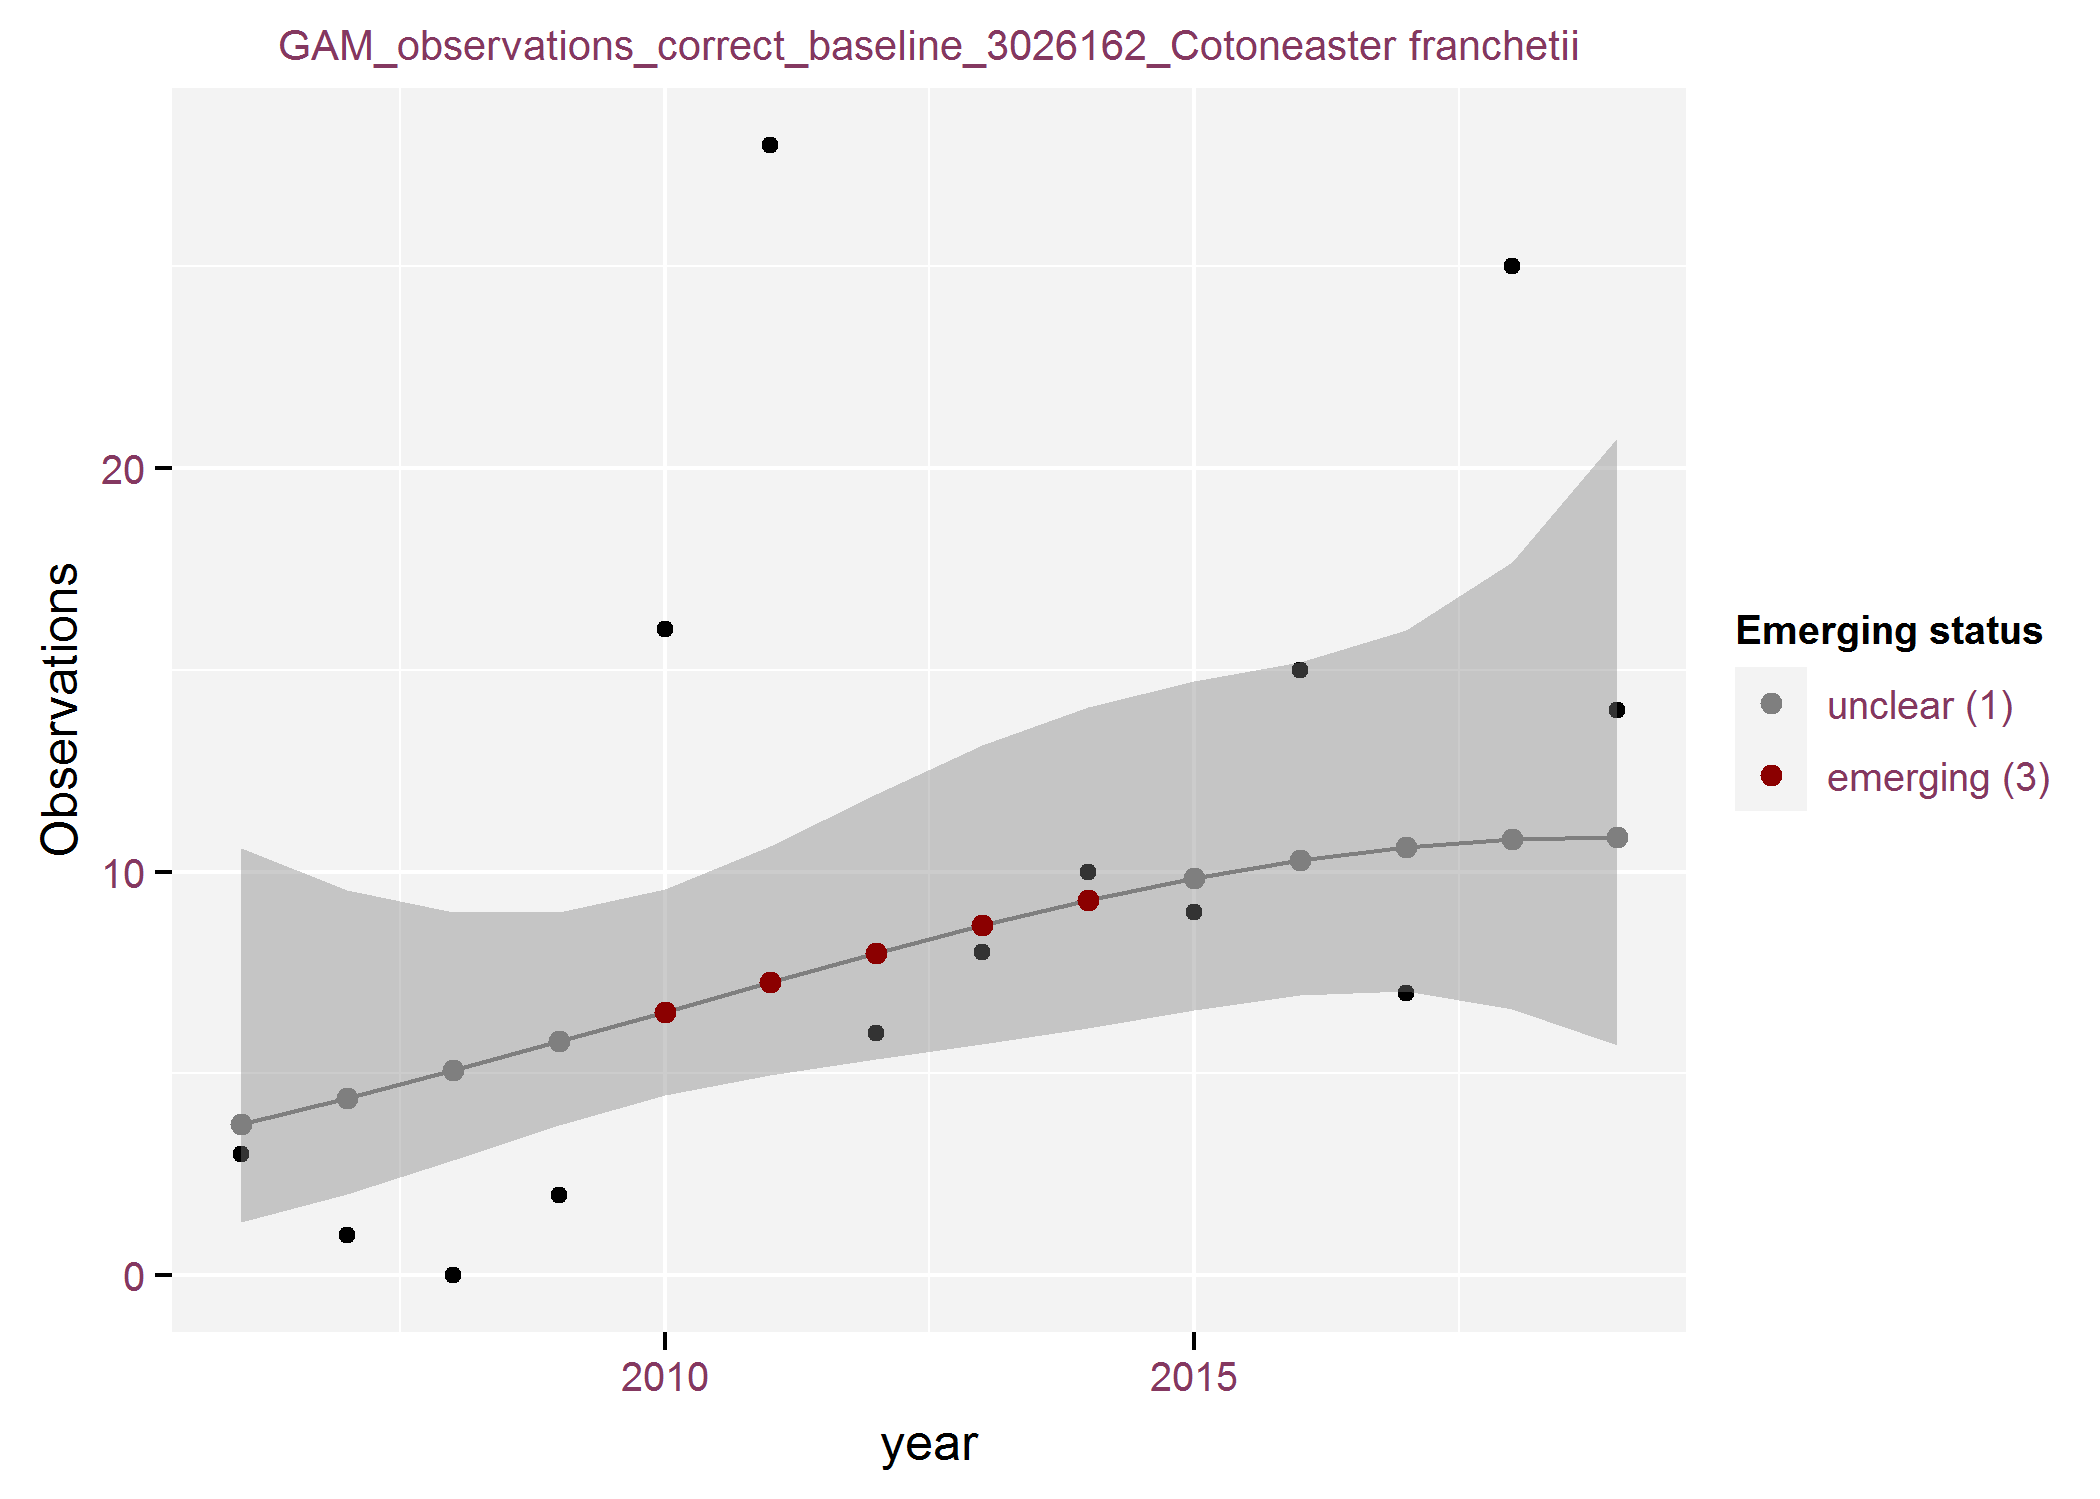 GAM_observations_correct_baseline_3026162_Cotoneaster franchetii
Observations
20
10
0
2010
2015
year
Emerging status
unclear (1)
emerging (3)